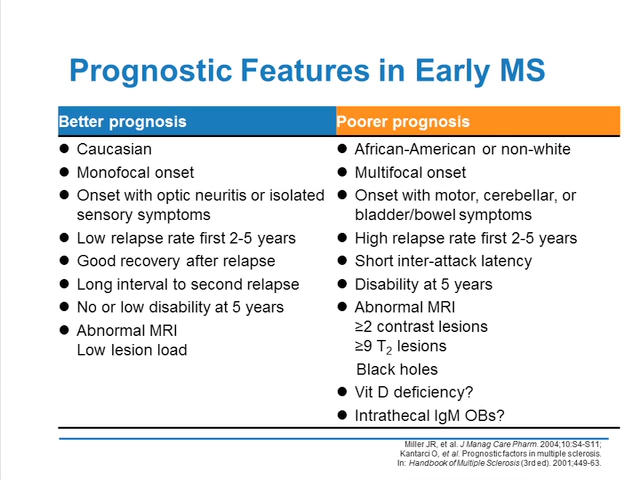 Prognostic Features in Early MS
Better prognosis
● Caucasian
● Monofocal onset
● Onset with optic neuritis or isolated
sensory symptoms
● Low relapse rate first 2-5 years
● Good recovery after relapse
● Long interval to second relapse
● No or low disability at 5 years
● Abnormal MRI
Low lesion load
Poorer prognosis
● African-American or non-white
● Multifocal onset
● Onset with motor, cerebellar, or
bladder/bowel symptoms
● High relapse rate first 2-5 years
● Short inter-attack latency
● Disability at 5 years
● Abnormal MRI
≥2 contrast lesions
≥9 T₂ lesions
Black holes
● Vit D deficiency?
● Intrathecal IgM OBs?
Miller JR, et al. J Manag Care Pharm. 2004;10:S4-S11;
Kantarci O, et al. Prognostic factors in multiple sclerosis.
In: Handbook of Multiple Sclerosis (3rd ed). 2001;449-63.